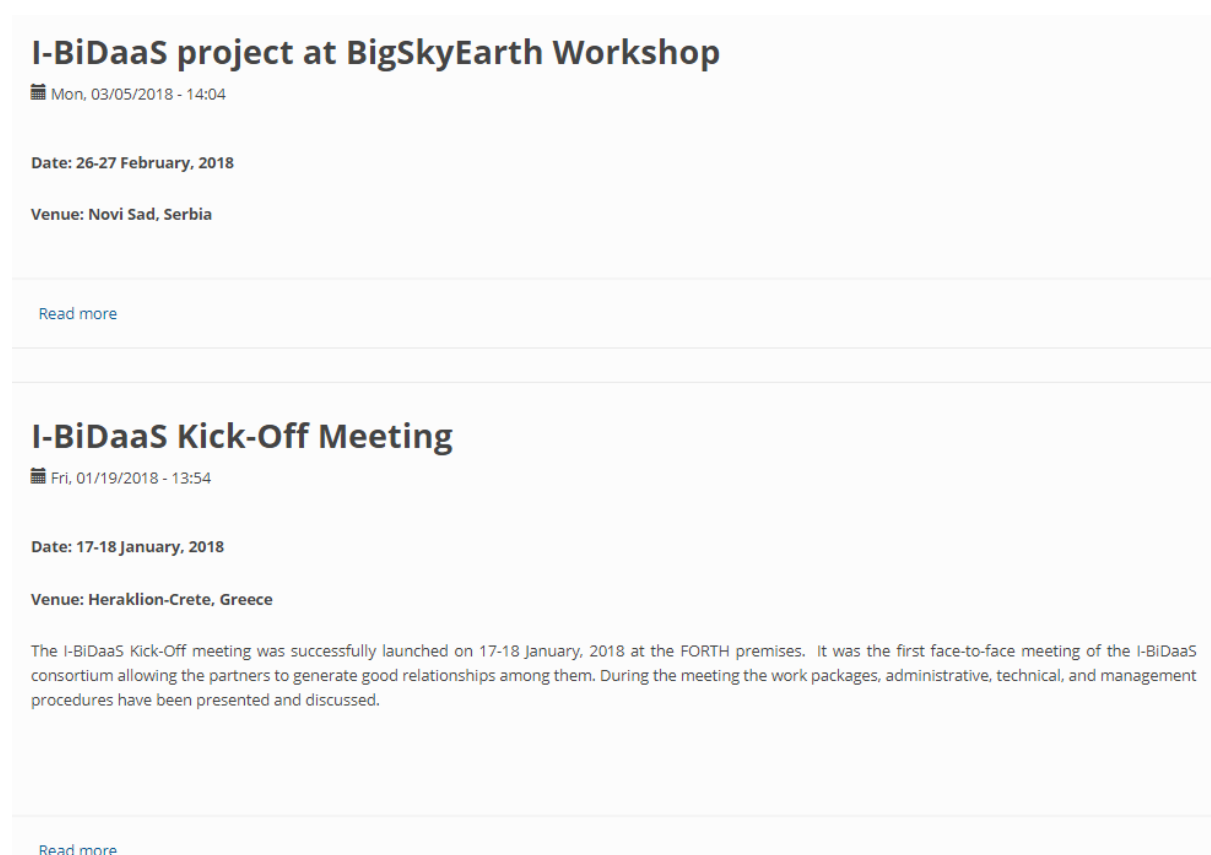 I-BiDaaS project at BigSkyEarth Workshop
Mon, 03/05/2018 - 14:04
Date: 26-27 February, 2018
Venue: Novi Sad, Serbia
Read more
I-BiDaaS Kick-Off Meeting
Fri, 01/19/2018 - 13:54
Date: 17-18 January, 2018
Venue: Heraklion-Crete, Greece
The I-BiDaaS Kick-Off meeting was successfully launched on 17-18 January, 2018 at the FORTH premises.  It was the first face-to-face meeting of the I-BiDaaS
consortium allowing the partners to generate good relationships among them. During the meeting the work packages, administrative, technical, and management
procedures have been presented and discussed.
Read more